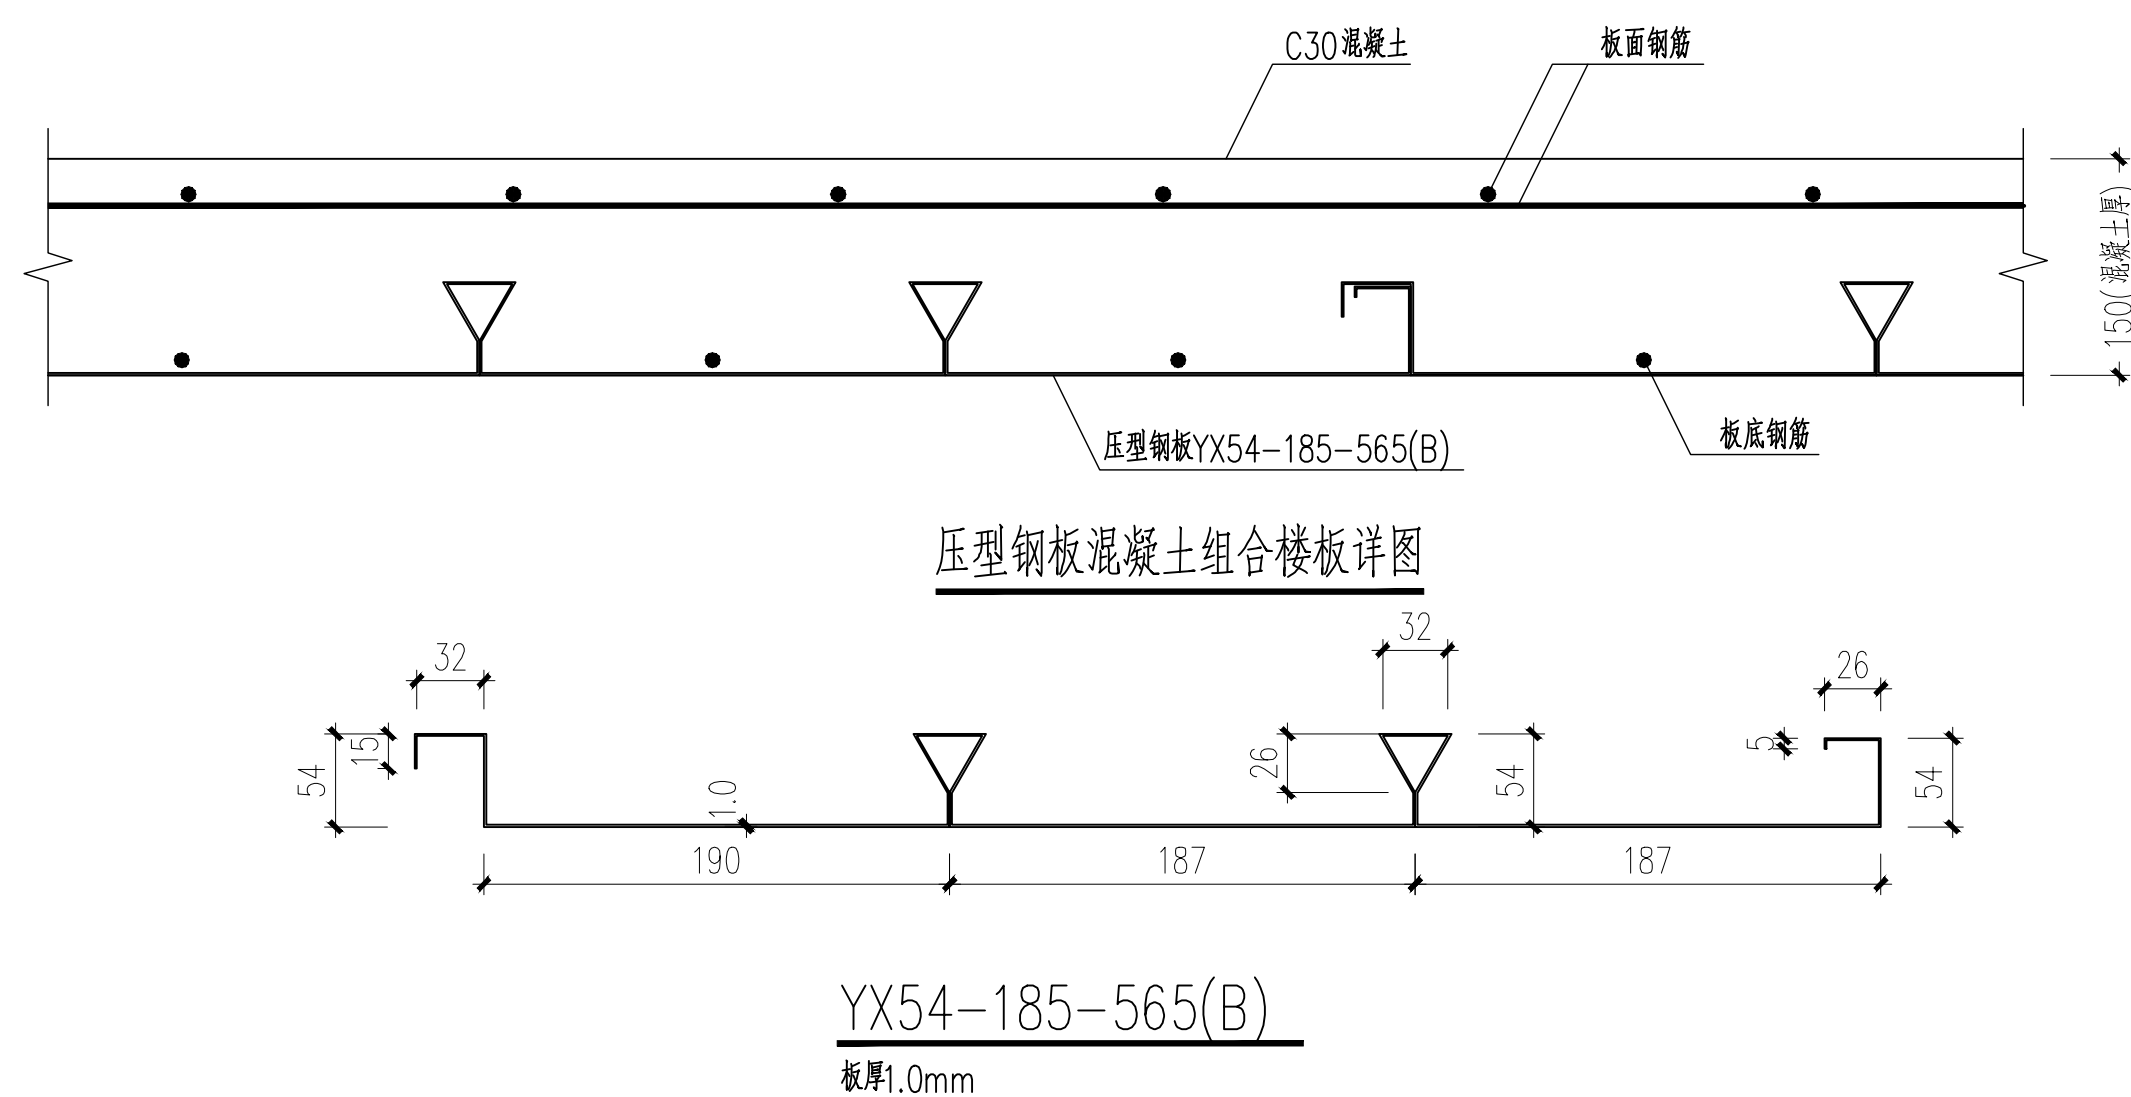 C30混凝土
板面钢筋
150(混凝土厚)
压型钢板YX54-185-565(B)
板底钢筋
压型钢板混凝土组合楼板详图
32
32
26
54
15
1.0
26
54
5
54
190
187
187
YX54-185-565(B)
板厚1.0mm